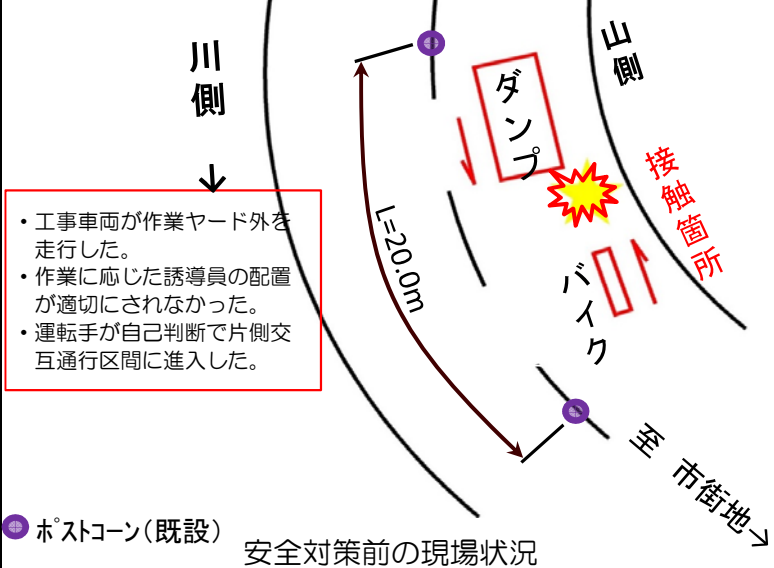 川側
↓
山側
ダンプ
接触箇所
L=20.0m
バイク
・工事車両が作業ヤード外を
走行した。
・作業に応じた誘導員の配置
が適切にされなかった。
・運転手が自己判断で片側交
互通行区間に進入した。
至 市街地→
ﾎﾟｽﾄコーン(既設)
安全対策前の現場状況